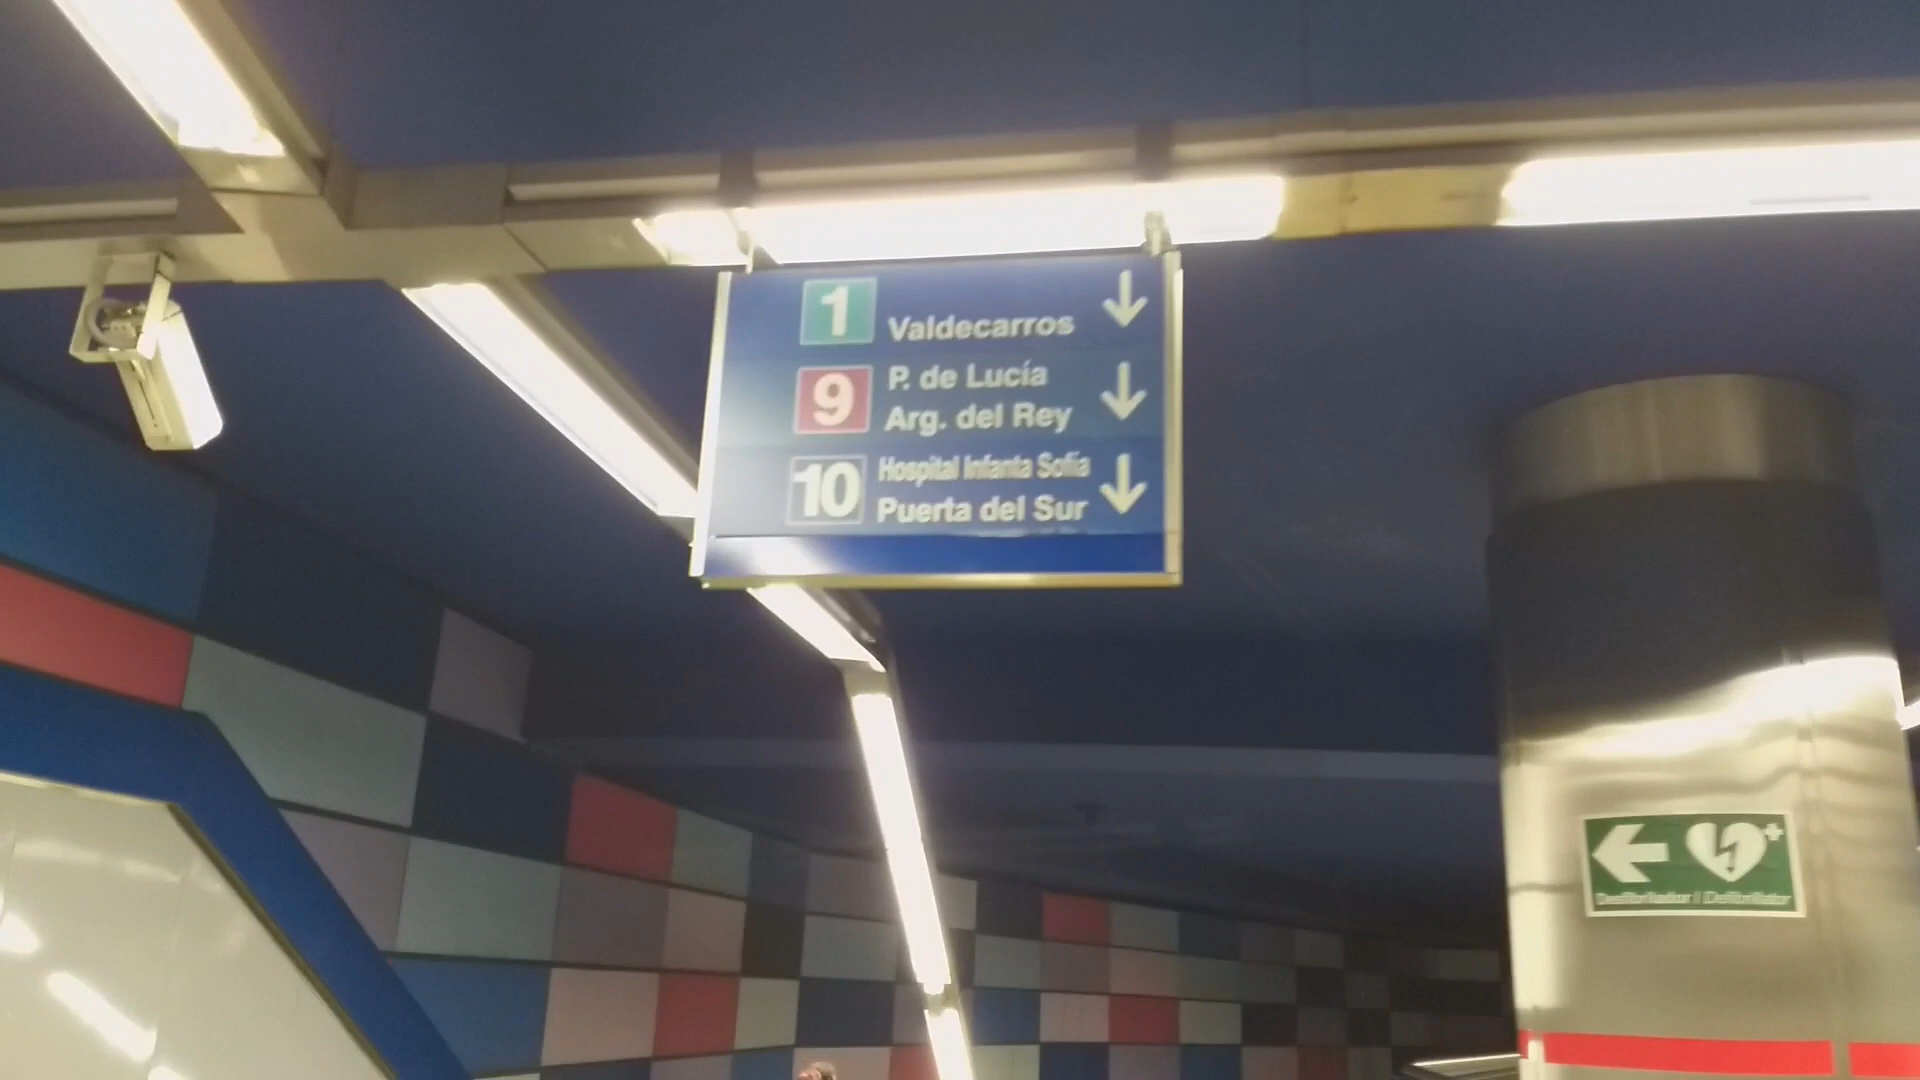 1 Valdecarros ↓
9 P. de Lucía ↓
Arg. del Rey
10 Hospital Infanta Sofía ↓
Puerta del Sur
Desfibrilador / Defibrillator